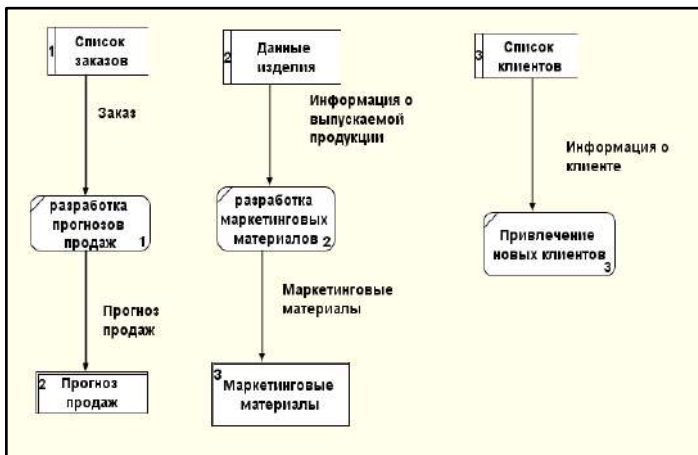 1
Список
заказов
Заказ
разработка
прогнозов
продаж 1
Прогноз
продаж
2 Прогноз
продаж
2
Данные
изделия
Информация о
выпускаемой
продукции
разработка
маркетинговых
материалов 2
Маркетинговые
материалы
3
Маркетинговые
материалы
3
Список
клиентов
Информация о
клиенте
Привлечение
новых клиентов
3